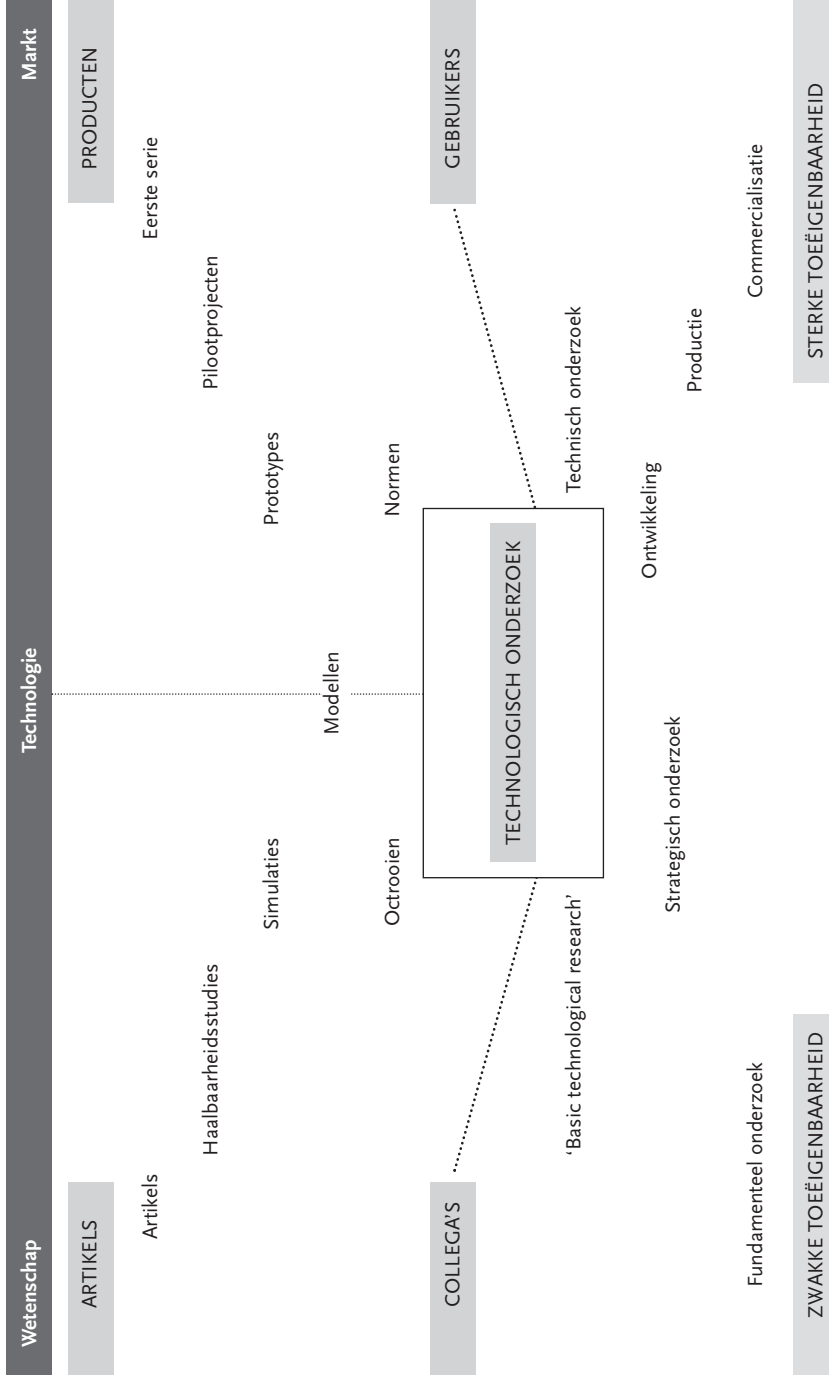 Wetenschap Technologie Markt
ARTIKELS PRODUCTEN
Artikels Eerste serie
Haalbaarheidsstudies Pilootprojecten
Simulaties Prototypes
Modellen
Octrooien Normen
COLLEGA'S GEBRUIKERS
TECHNOLOGISCH ONDERZOEK
‘Basic technological research’ Technisch onderzoek
Ontwikkeling
Strategisch onderzoek
Productie
Fundamenteel onderzoek Commercialisatie
ZWAKKE TOEËIGENBAARHEID STERKE TOEËIGENBAARHEID